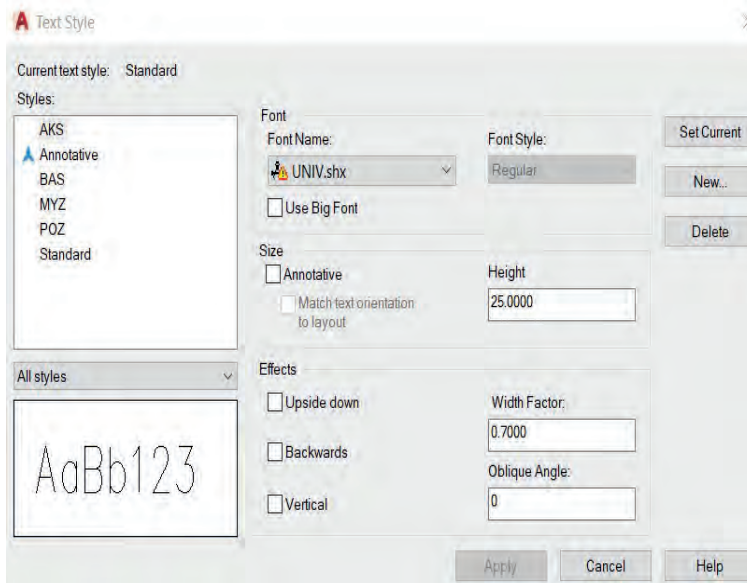 Text Style
Current text style: Standard
Styles:
AKS
Annotative
BAS
MYZ
POZ
Standard
All styles
AaBb123
Font
Font Name:
UNIV.shx
Use Big Font
Font Style:
Regular
Size
Annotative
Match text orientation
to layout
Height
25.0000
Effects
Upside down
Backwards
Vertical
Width Factor:
0.7000
Oblique Angle:
0
Set Current
New...
Delete
Apply
Cancel
Help